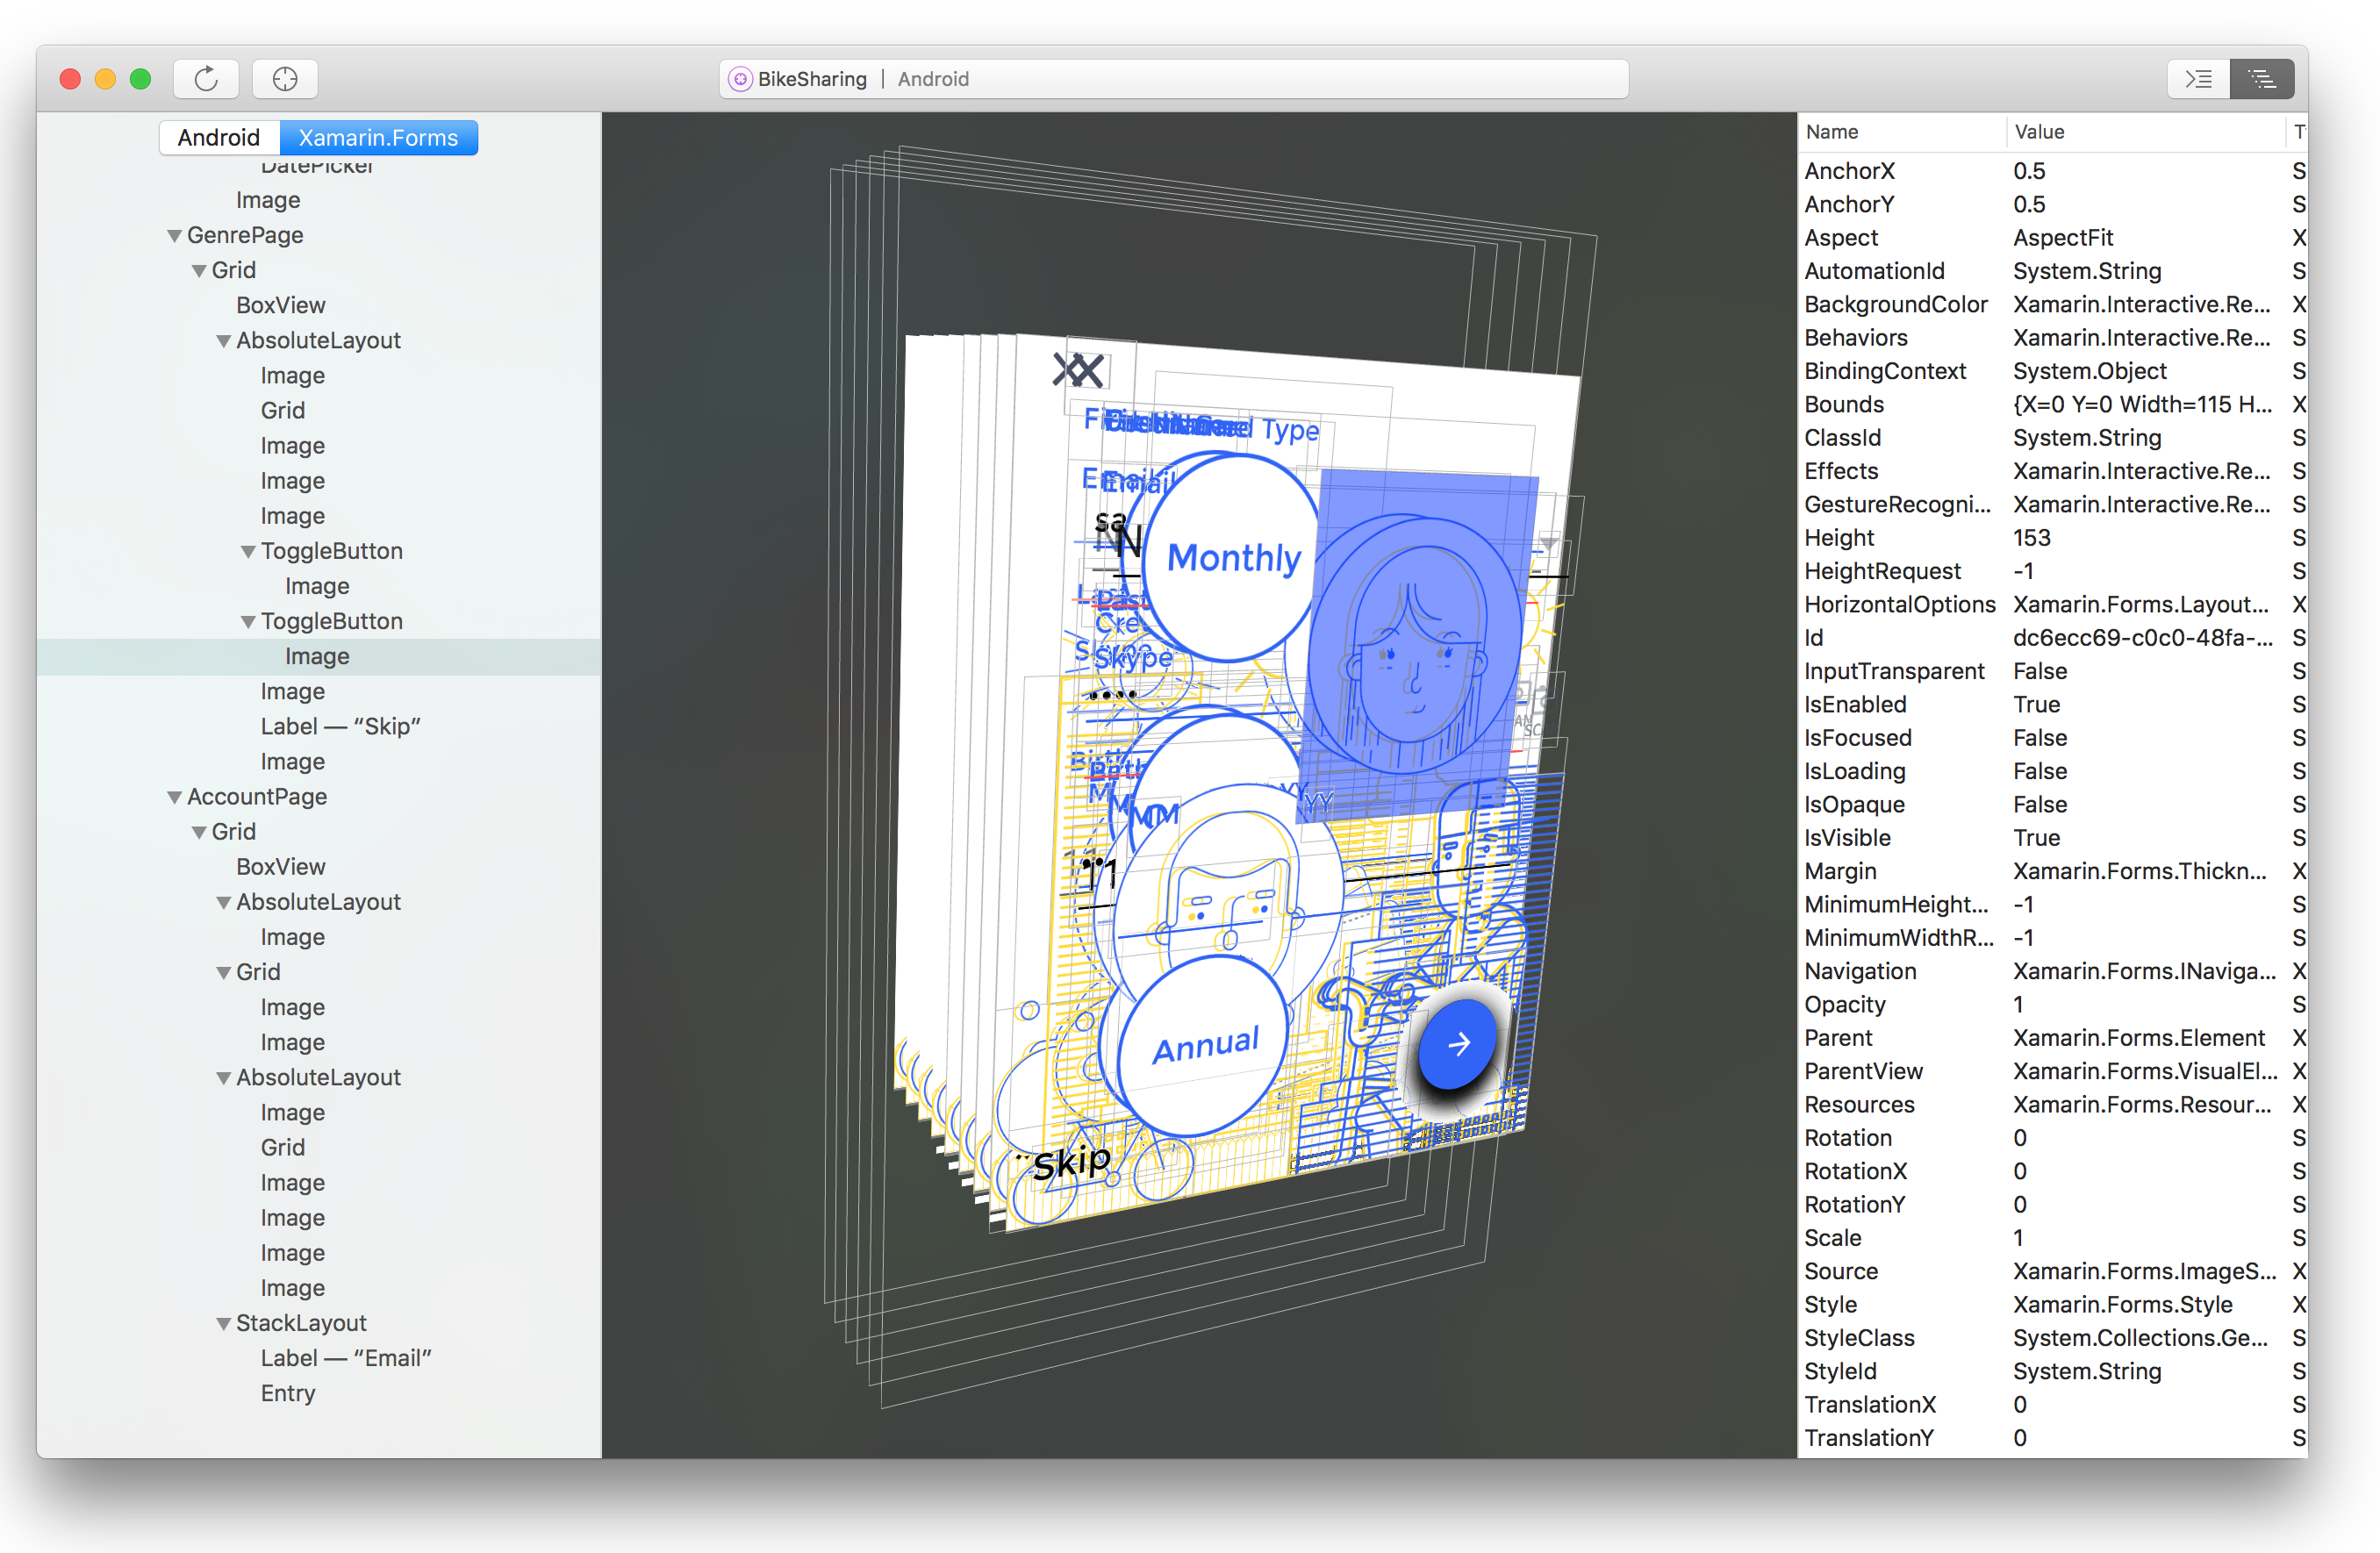 BikeSharing | Android
Android Xamarin.Forms
DatePicker
Image
GenrePage
Grid
BoxView
AbsoluteLayout
Image
Grid
Image
Image
Image
ToggleButton
Image
ToggleButton
Image
Image
Label — “Skip”
Image
AccountPage
Grid
BoxView
AbsoluteLayout
Image
Grid
Image
Image
AbsoluteLayout
Image
Grid
Image
Image
Image
Image
StackLayout
Label — “Email”
Entry
Type
Email
sa
N
Monthly
Skype
MM
YY
11
Annual
Skip
Name Value T
AnchorX 0.5 S
AnchorY 0.5 S
Aspect AspectFit X
AutomationId System.String S
BackgroundColor Xamarin.Interactive.Re... X
Behaviors Xamarin.Interactive.Re... X
BindingContext System.Object S
Bounds {X=0 Y=0 Width=115 H... X
ClassId System.String S
Effects Xamarin.Interactive.Re... X
GestureRecogni... Xamarin.Interactive.Re... X
Height 153 S
HeightRequest -1 S
HorizontalOptions Xamarin.Forms.Layout... X
Id dc6ecc69-c0c0-48fa-... S
InputTransparent False S
IsEnabled True S
IsFocused False S
IsLoading False S
IsOpaque False S
IsVisible True S
Margin Xamarin.Forms.Thickn... X
MinimumHeight... -1 S
MinimumWidthR... -1 S
Navigation Xamarin.Forms.INaviga... X
Opacity 1 S
Parent Xamarin.Forms.Element X
ParentView Xamarin.Forms.VisualEl... X
Resources Xamarin.Forms.Resour... X
Rotation 0 S
RotationX 0 S
RotationY 0 S
Scale 1 S
Source Xamarin.Forms.ImageS... X
Style Xamarin.Forms.Style X
StyleClass System.Collections.Ge... S
StyleId System.String S
TranslationX 0 S
TranslationY 0 S